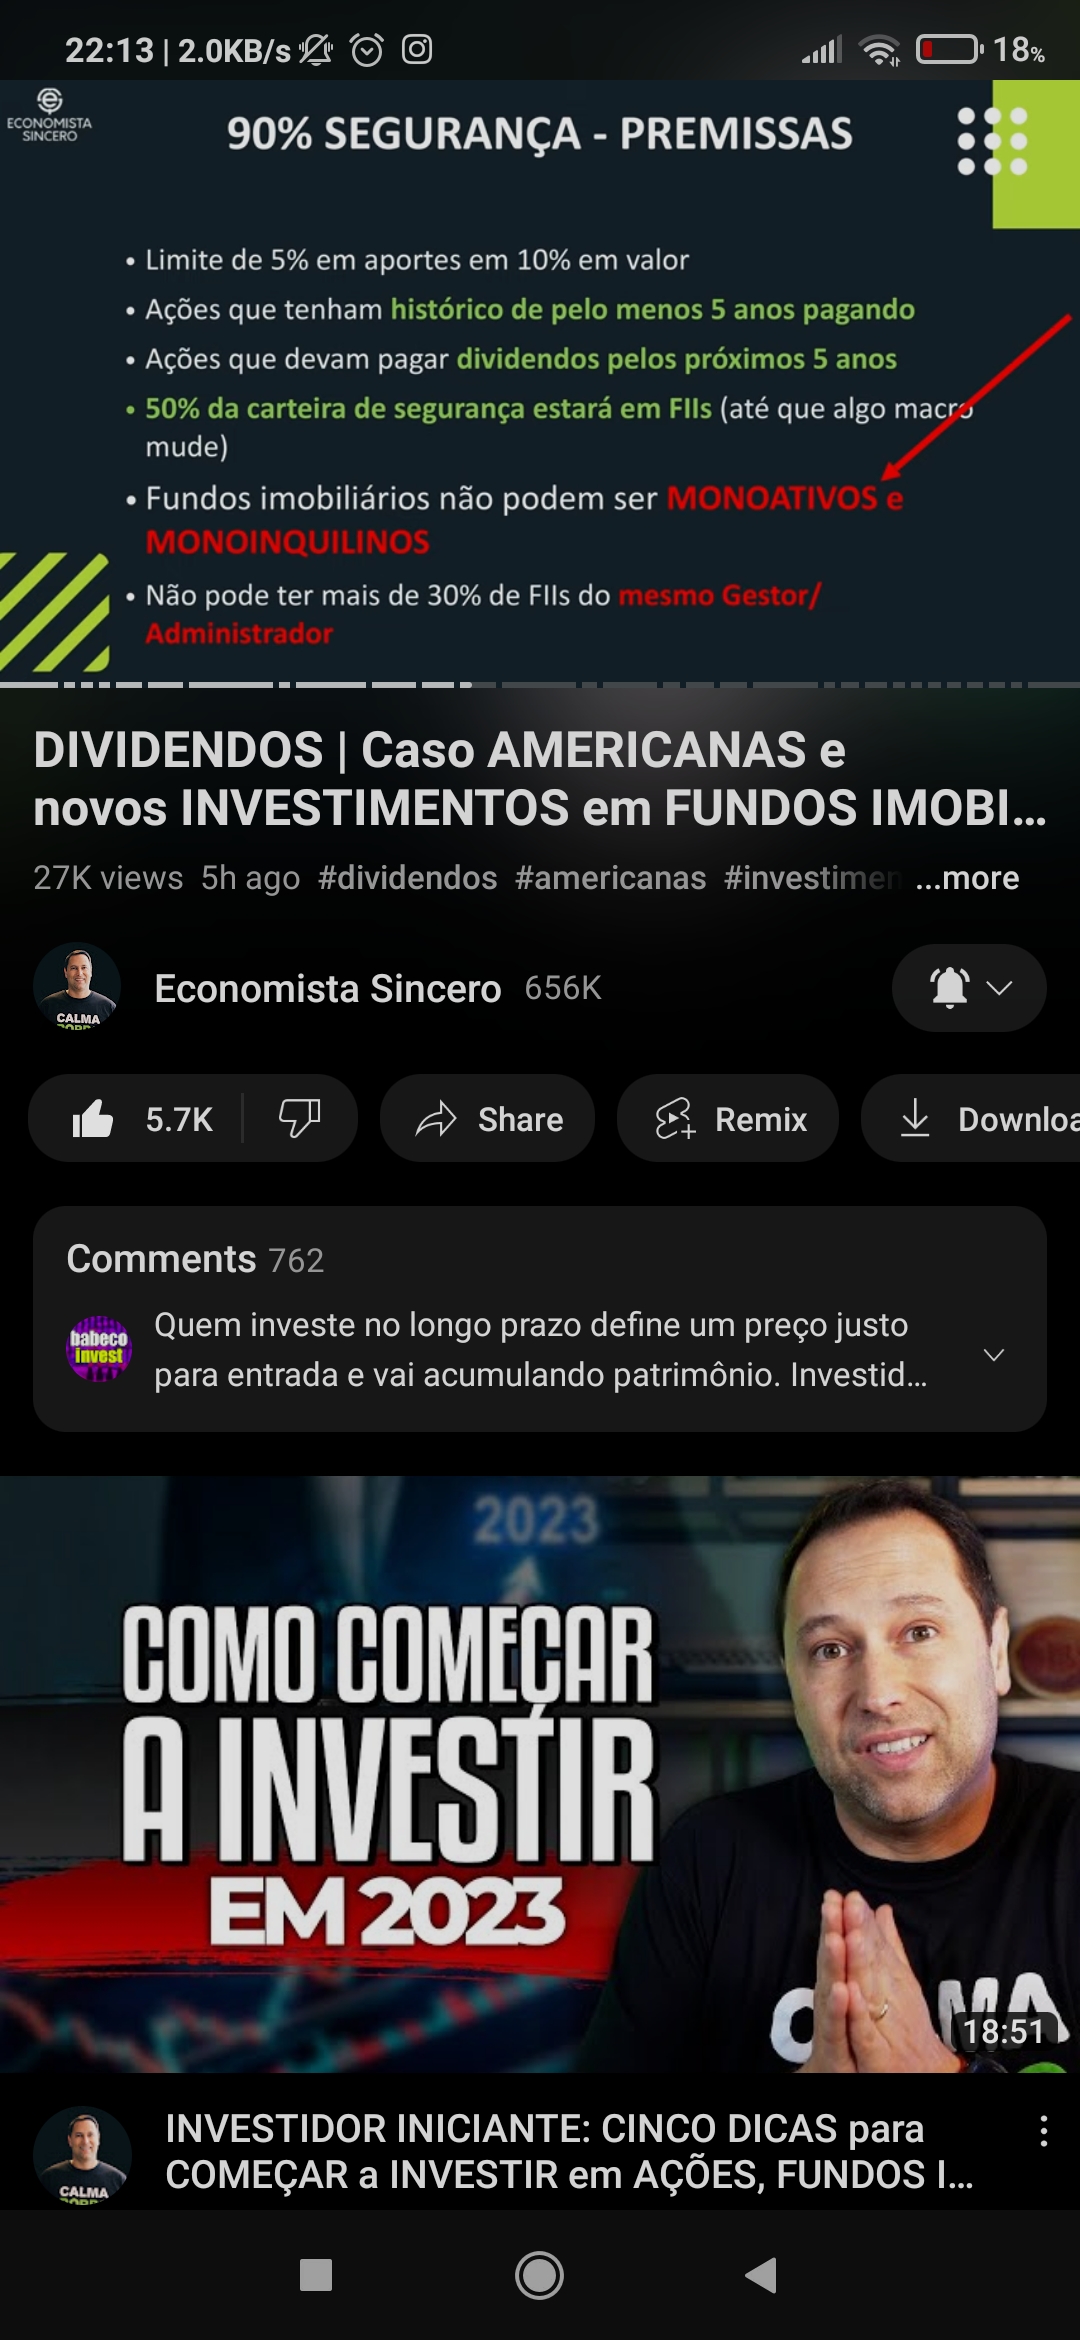 22:13 | 2.0KB/s
18%
ECONOMISTA
SINCERO
90% SEGURANÇA - PREMISSAS
• Limite de 5% em aportes em 10% em valor
• Ações que tenham histórico de pelo menos 5 anos pagando
• Ações que devam pagar dividendos pelos próximos 5 anos
• 50% da carteira de segurança estará em FIIs (até que algo macro
mude)
• Fundos imobiliários não podem ser MONOATIVOS e
MONOINQUILINOS
• Não pode ter mais de 30% de FIIs do mesmo Gestor/
Administrador
DIVIDENDOS | Caso AMERICANAS e
novos INVESTIMENTOS em FUNDOS IMOBI...
27K views 5h ago #dividendos #americanas #investimen ...more
CALMA
Economista Sincero 656K
5.7K
Share
Remix
Downloa
Comments 762
babeco
invest
Quem investe no longo prazo define um preço justo
para entrada e vai acumulando patrimônio. Investid...
2023
COMO COMEÇAR
A INVESTIR
EM 2023
18:51
CALMA
INVESTIDOR INICIANTE: CINCO DICAS para
COMEÇAR a INVESTIR em AÇÕES, FUNDOS I...